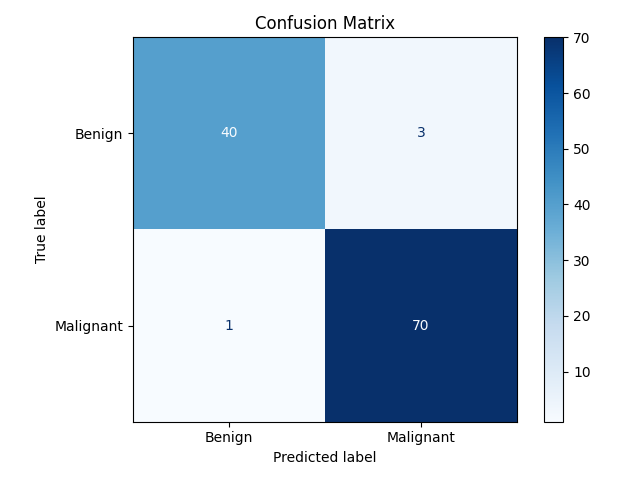 Confusion Matrix
Benign
40
3
Malignant
1
70
Benign
Malignant
Predicted label
True label
70
60
50
40
30
20
10